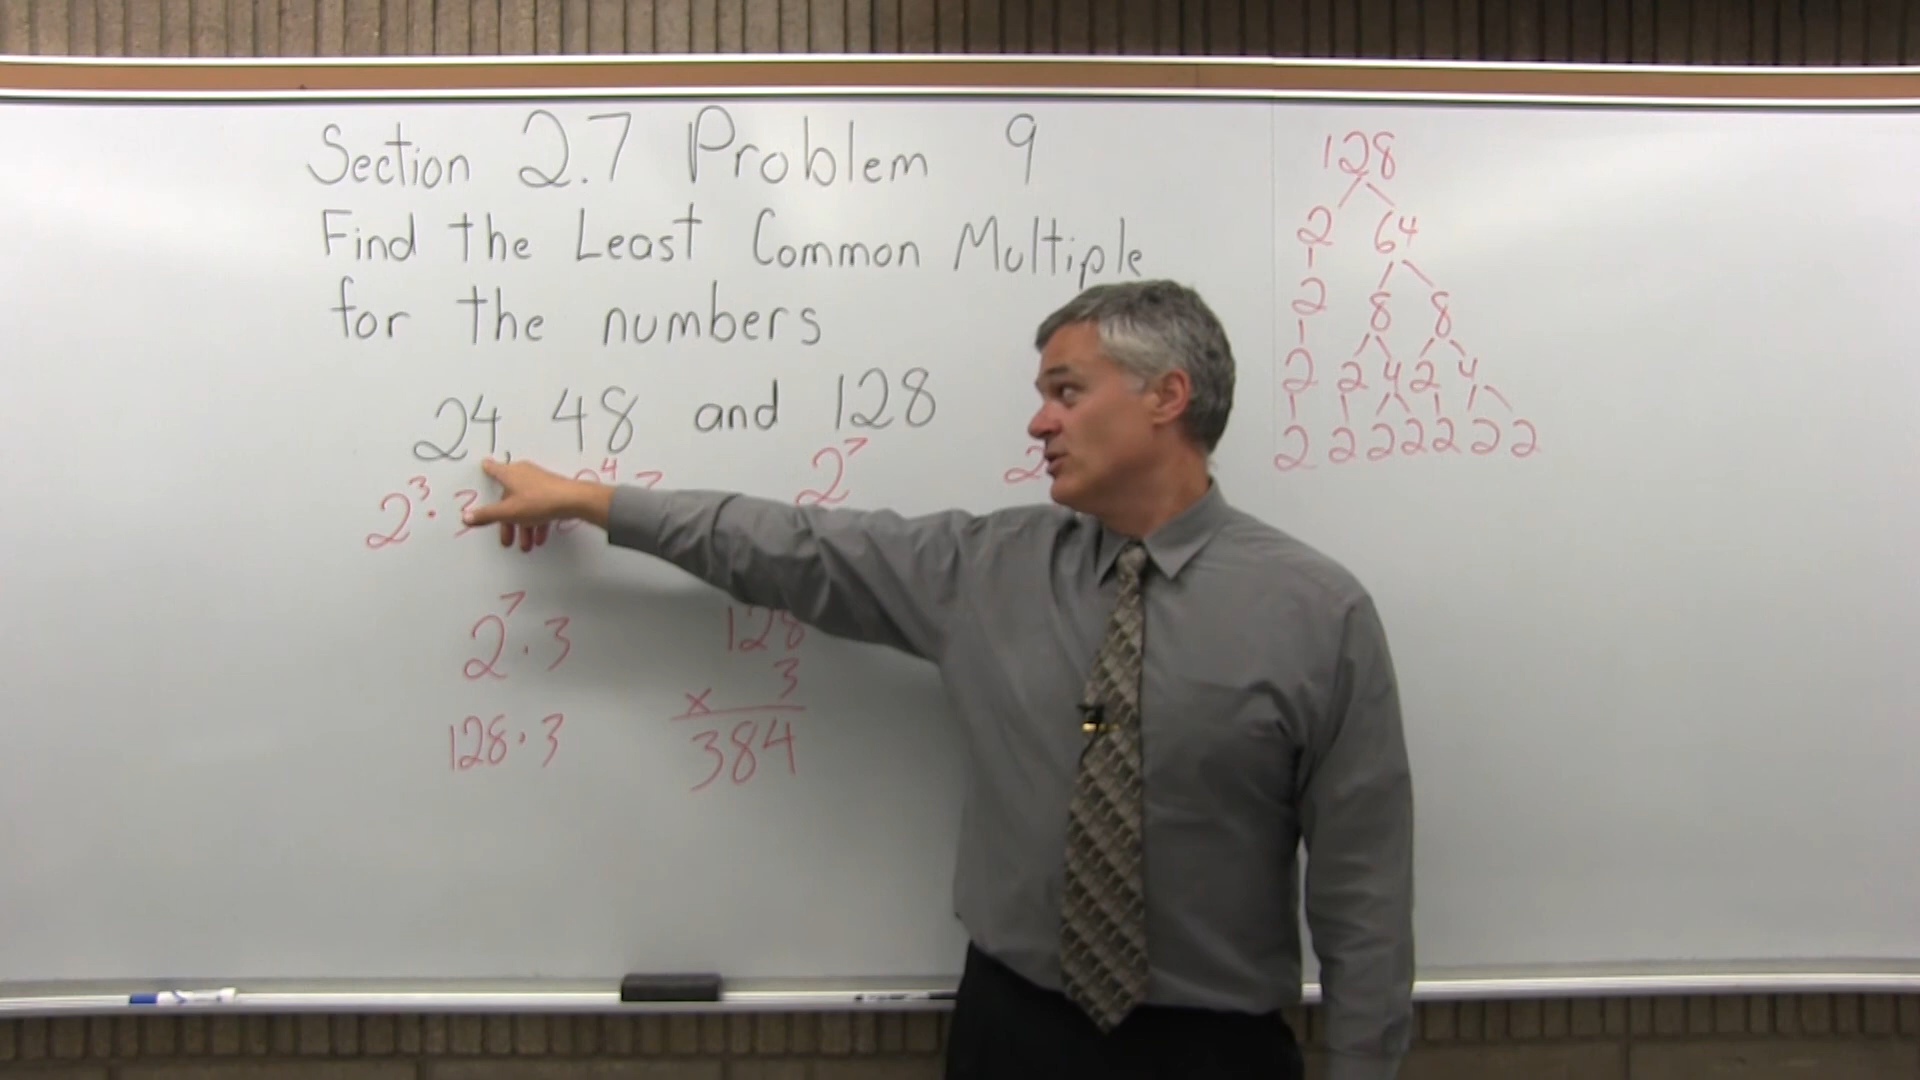 Section 2.7 Problem 9
Find the Least Common Multiple
for the numbers
24, 48 and 128
2³·3 2⁷ 2
2⁷·3
128·3
128
x 3
384
128
2 64
2 8 8
2 2 4 2 4
2 2 2 2 2 2 2